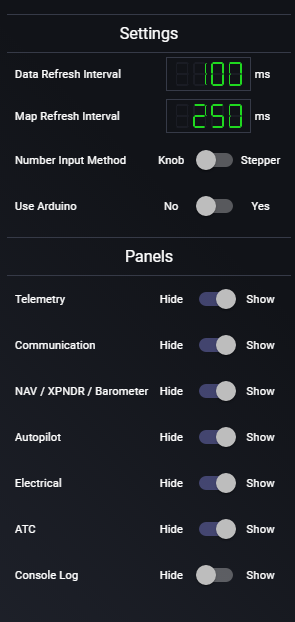 Settings
Data Refresh Interval 100 ms
Map Refresh Interval 250 ms
Number Input Method Knob Stepper
Use Arduino No Yes
Panels
Telemetry Hide Show
Communication Hide Show
NAV / XPNDR / Barometer Hide Show
Autopilot Hide Show
Electrical Hide Show
ATC Hide Show
Console Log Hide Show